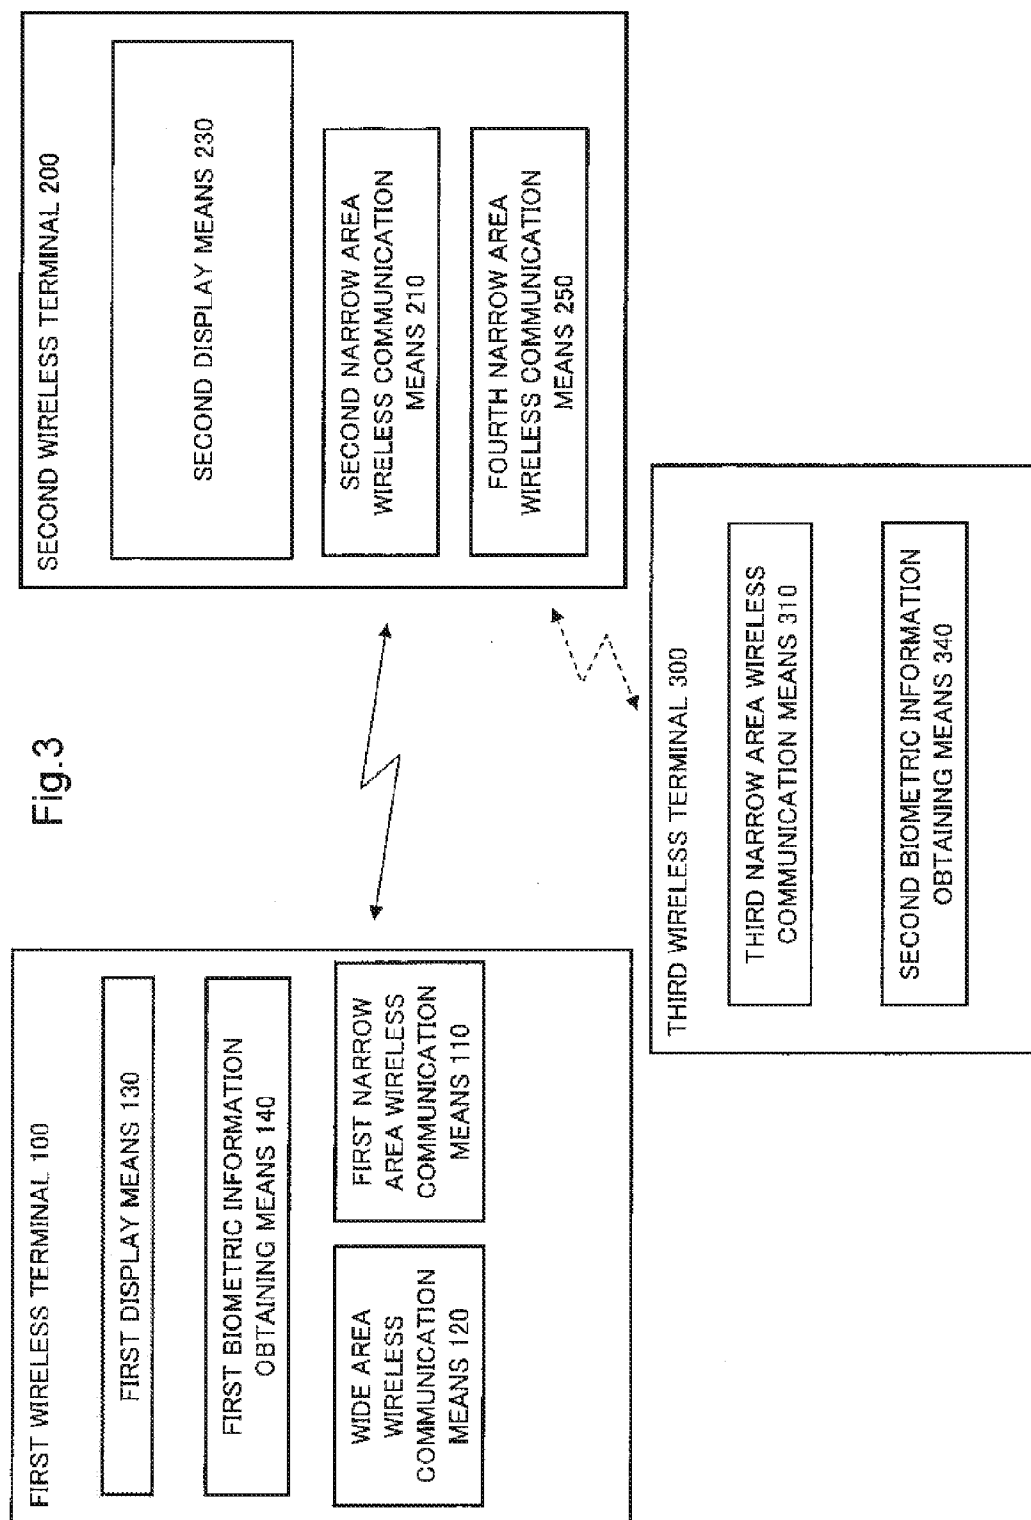 Fig.3
FIRST WIRELESS TERMINAL 100
FIRST DISPLAY MEANS 130
FIRST BIOMETRIC INFORMATION
OBTAINING MEANS 140
WIDE AREA
WIRELESS
COMMUNICATION
MEANS 120
FIRST NARROW
AREA WIRELESS
COMMUNICATION
MEANS 110
SECOND WIRELESS TERMINAL 200
SECOND DISPLAY MEANS 230
SECOND NARROW AREA
WIRELESS COMMUNICATION
MEANS 210
FOURTH NARROW AREA
WIRELESS COMMUNICATION
MEANS 250
THIRD WIRELESS TERMINAL 300
THIRD NARROW AREA WIRELESS
COMMUNICATION MEANS 310
SECOND BIOMETRIC INFORMATION
OBTAINING MEANS 340